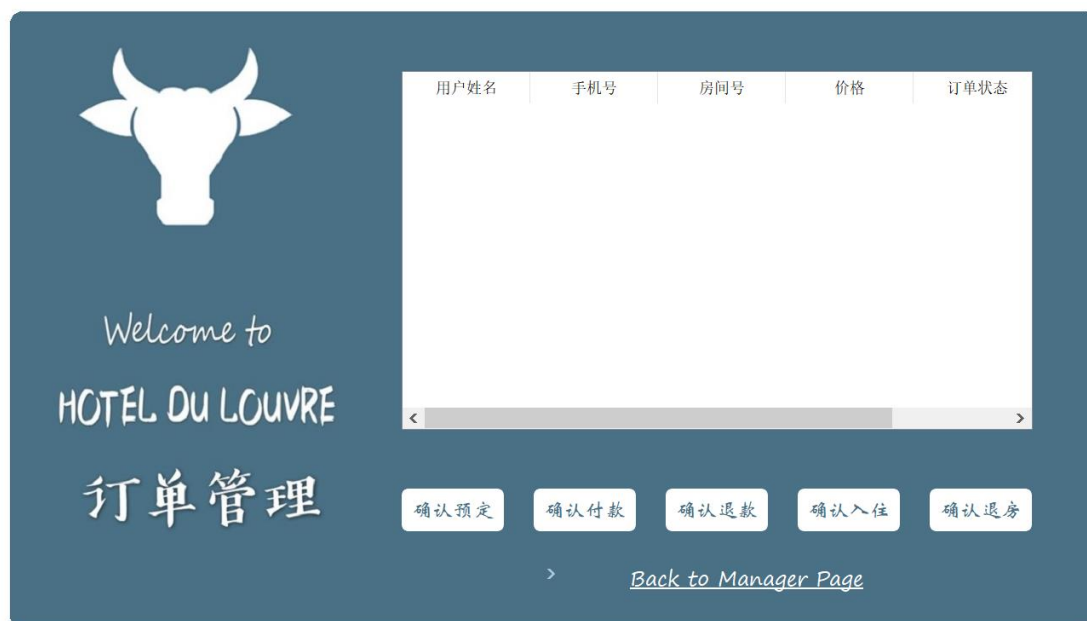 Welcome to
HOTEL DU LOUVRE
订单管理
用户姓名 手机号 房间号 价格 订单状态
确认预定 确认付款 确认退款 确认入住 确认退房
Back to Manager Page